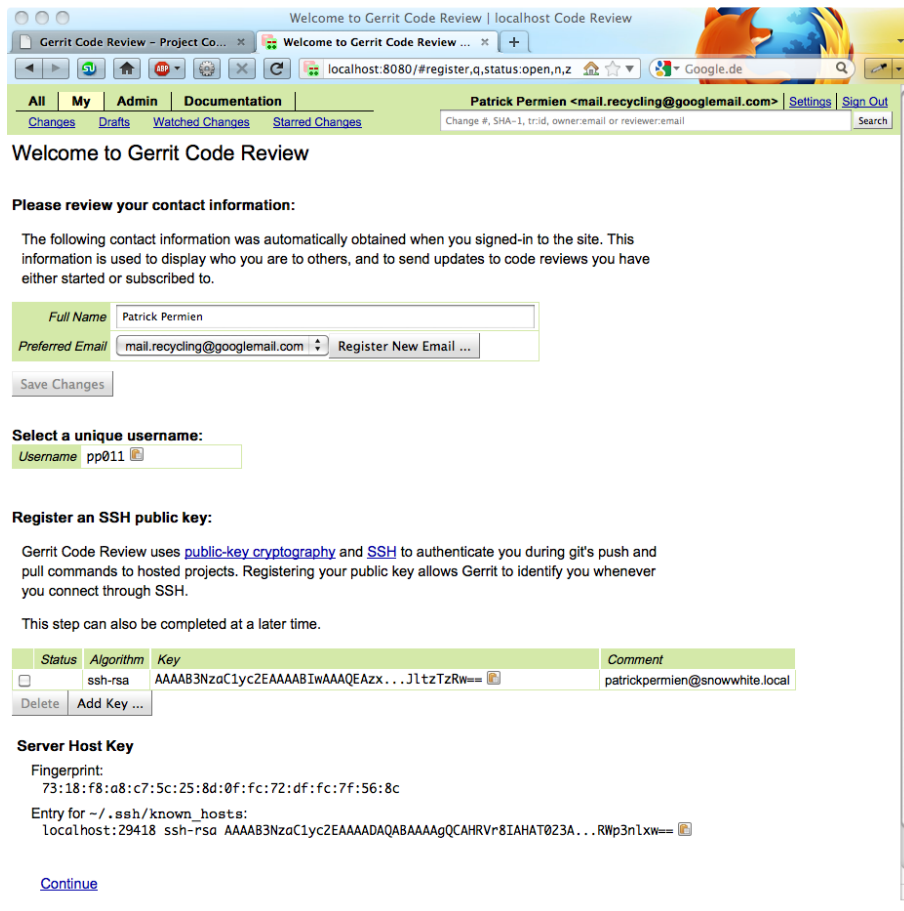 Welcome to Gerrit Code Review | localhost Code Review
Gerrit Code Review – Project Co... × Welcome to Gerrit Code Review ... × +
ABP localhost:8080/#register,q,status:open,n,z Google.de
All My Admin Documentation Patrick Permien <mail.recycling@googlemail.com> Settings Sign Out
Changes Drafts Watched Changes Starred Changes Change #, SHA-1, tr:id, owner:email or reviewer:email Search
Welcome to Gerrit Code Review
Please review your contact information:
The following contact information was automatically obtained when you signed-in to the site. This
information is used to display who you are to others, and to send updates to code reviews you have
either started or subscribed to.
Full Name Patrick Permien
Preferred Email mail.recycling@googlemail.com Register New Email ...
Save Changes
Select a unique username:
Username pp011
Register an SSH public key:
Gerrit Code Review uses public-key cryptography and SSH to authenticate you during git's push and
pull commands to hosted projects. Registering your public key allows Gerrit to identify you whenever
you connect through SSH.
This step can also be completed at a later time.
Status Algorithm Key Comment
ssh-rsa AAAAB3NzaC1yc2EAAAABIwAAAQEAzx...JltzTzRw== patrickpermien@snowwhite.local
Delete Add Key ...
Server Host Key
Fingerprint:
73:18:f8:a8:c7:5c:25:8d:0f:fc:72:df:fc:7f:56:8c
Entry for ~/.ssh/known_hosts:
localhost:29418 ssh-rsa AAAAB3NzaC1yc2EAAAADAQABAAAAgQCAHRVr8IAHAT023A...RWp3nlxw==
Continue